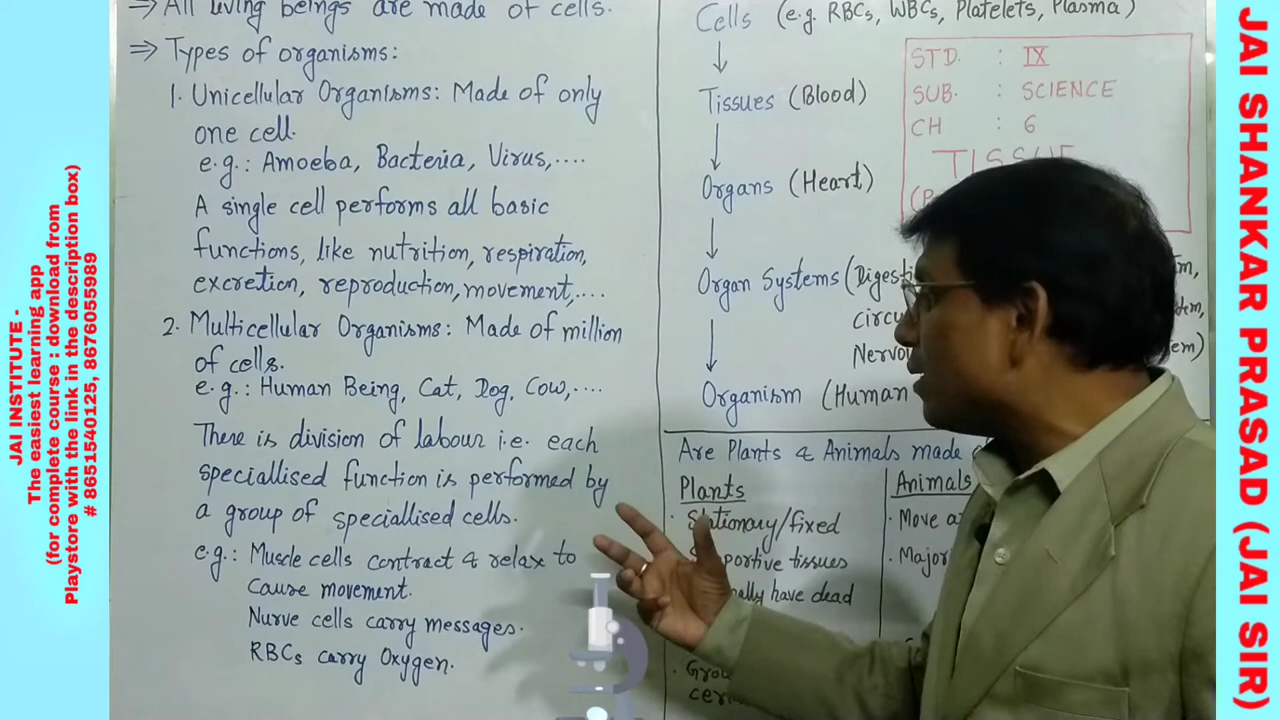 JAI INSTITUTE -
The easiest learning app
(for complete course : download from
Playstore with the link in the description box)
# 8651540125, 8676055989
⇒ All living beings are made of cells.
⇒ Types of organisms:
1. Unicellular Organisms: Made of only
one cell.
e.g.: Amoeba, Bacteria, Virus,....
A single cell performs all basic
functions, like nutrition, respiration,
excretion, reproduction, movement,....
2. Multicellular Organisms: Made of million
of cells.
e.g.: Human Being, Cat, Dog, Cow,....
There is division of labour i.e. each
speciallised function is performed by
a group of speciallised cells.
e.g.: Muscle cells contract & relax to
Cause movement.
Nurve cells carry messages.
RBCs carry Oxygen.
Cells (e.g. RBCs, WBCs, Platelets, Plasma)
↓
Tissues (Blood)
↓
Organs (Heart)
↓
Organ Systems (Digesti
circu
Nervou
tem)
↓
Organism (Human
STD. : IX
SUB. : SCIENCE
CH : 6
TISSUE
Are Plants & Animals made
Plants
· Stationary/fixed
portive tissues
have dead
· Grow
Animals
· Move
· Major
JAI SHANKAR PRASAD (JAI SIR)